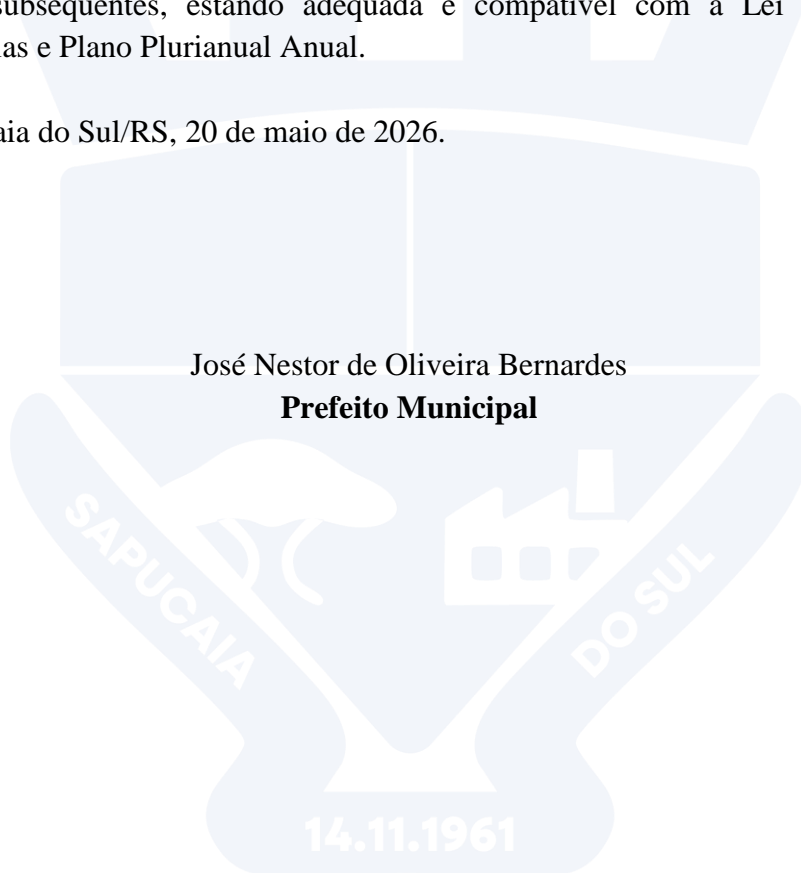 subsequentes, estando adequada e compatível com a Lei
as e Plano Plurianual Anual.
aia do Sul/RS, 20 de maio de 2026.
José Nestor de Oliveira Bernardes
Prefeito Municipal
SAPUCAIA
DO SUL
14.11.1961